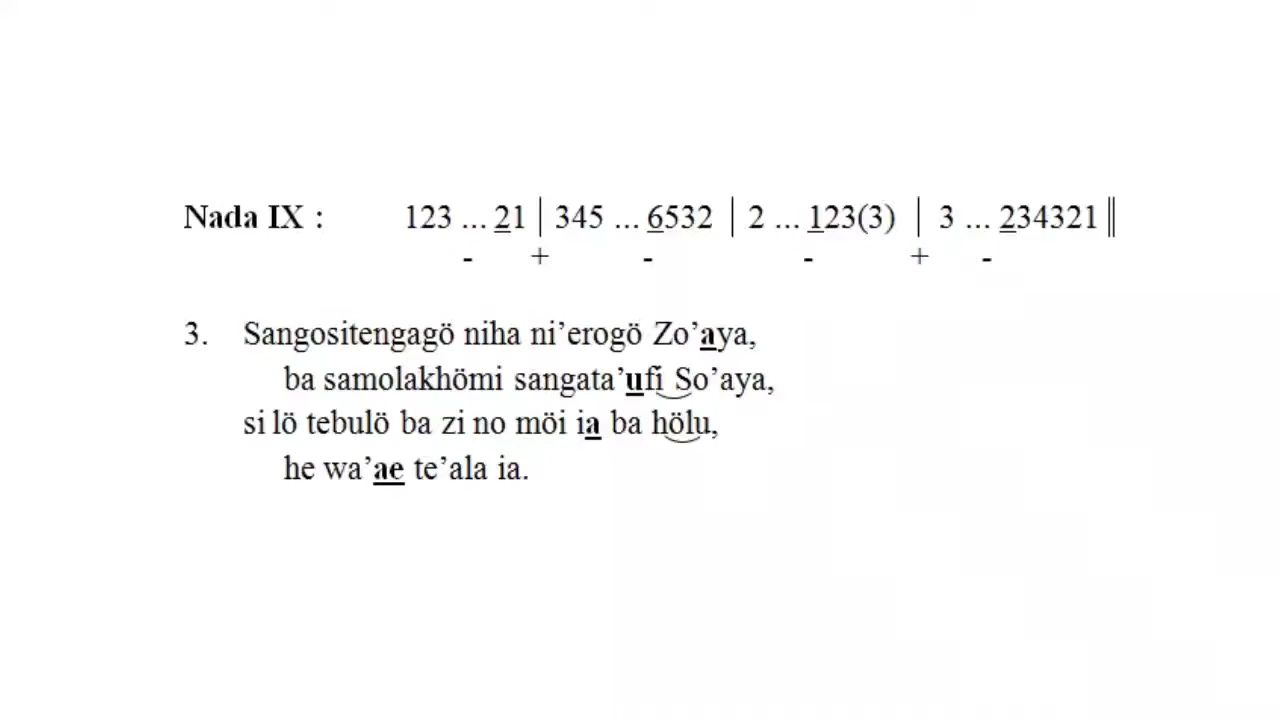 Nada IX : 123 ... 21 | 345 ... 6532 | 2 ... 123(3) | 3 ... 234321 ||
- + - - + -
3. Sangositengagö niha ni’erogö Zo’aya,
ba samolakhömi sangata’ufi So’aya,
si lö tebulö ba zi no möi ia ba hölu,
he wa’ae te’ala ia.